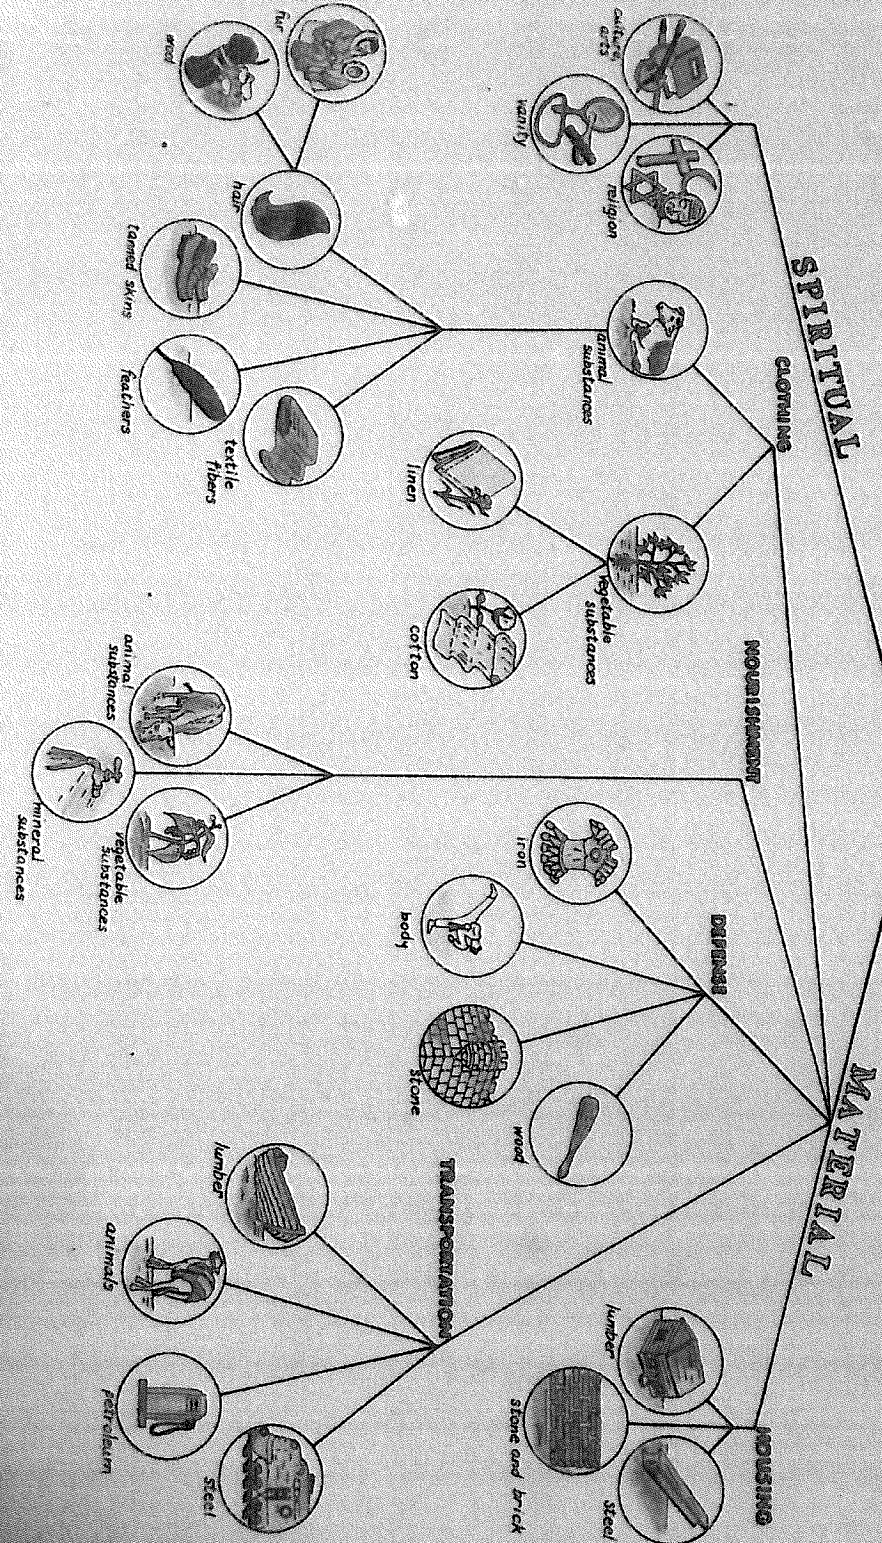 SPIRITUAL
MATERIAL
culture,
arts
vanity
religion
CLOTHING
animal
substances
hair
fur
wool
tanned skins
feathers
textile
fibers
vegetable
substances
linen
cotton
NOURISHMENT
animal
substances
mineral
substances
vegetable
substances
DEFENSE
iron
body
stone
wood
TRANSPORTATION
lumber
animals
petroleum
steel
HOUSING
lumber
stone and brick
steel